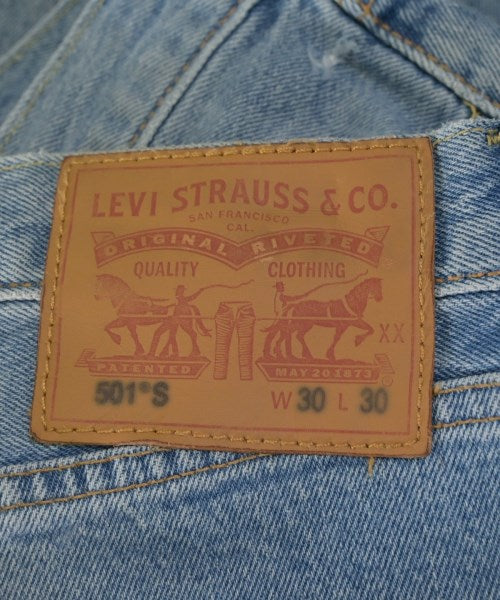 LEVI STRAUSS & CO.
SAN FRANCISCO
CAL.
ORIGINAL RIVETED
QUALITY CLOTHING
XX
PATENTED MAY 20 1873
501®S W 30 L 30